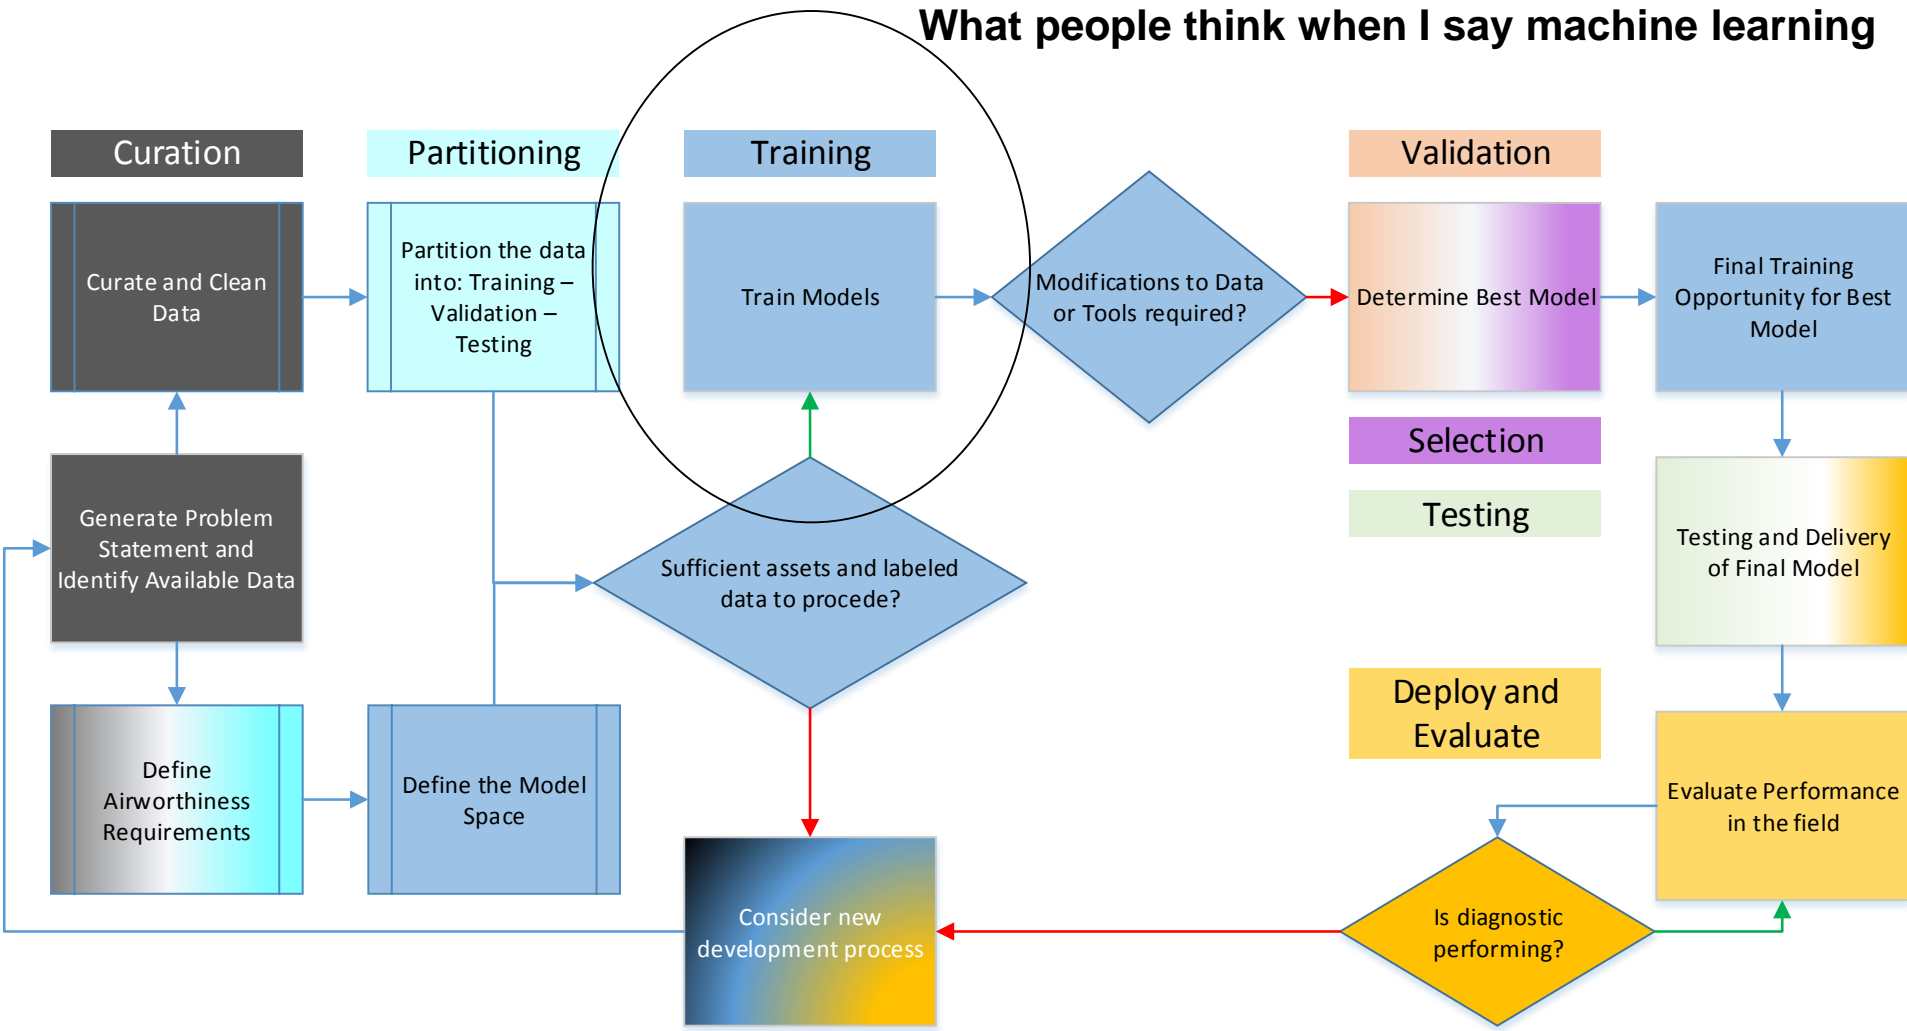 What people think when I say machine learning
Curation
Partitioning
Training
Validation
Curate and Clean
Data
Partition the data
into: Training –
Validation –
Testing
Train Models
Modifications to Data
or Tools required?
Determine Best Model
Final Training
Opportunity for Best
Model
Selection
Testing
Generate Problem
Statement and
Identify Available Data
Sufficient assets and labeled
data to procede?
Testing and Delivery
of Final Model
Deploy and
Evaluate
Define
Airworthiness
Requirements
Define the Model
Space
Evaluate Performance
in the field
Consider new
development process
Is diagnostic
performing?